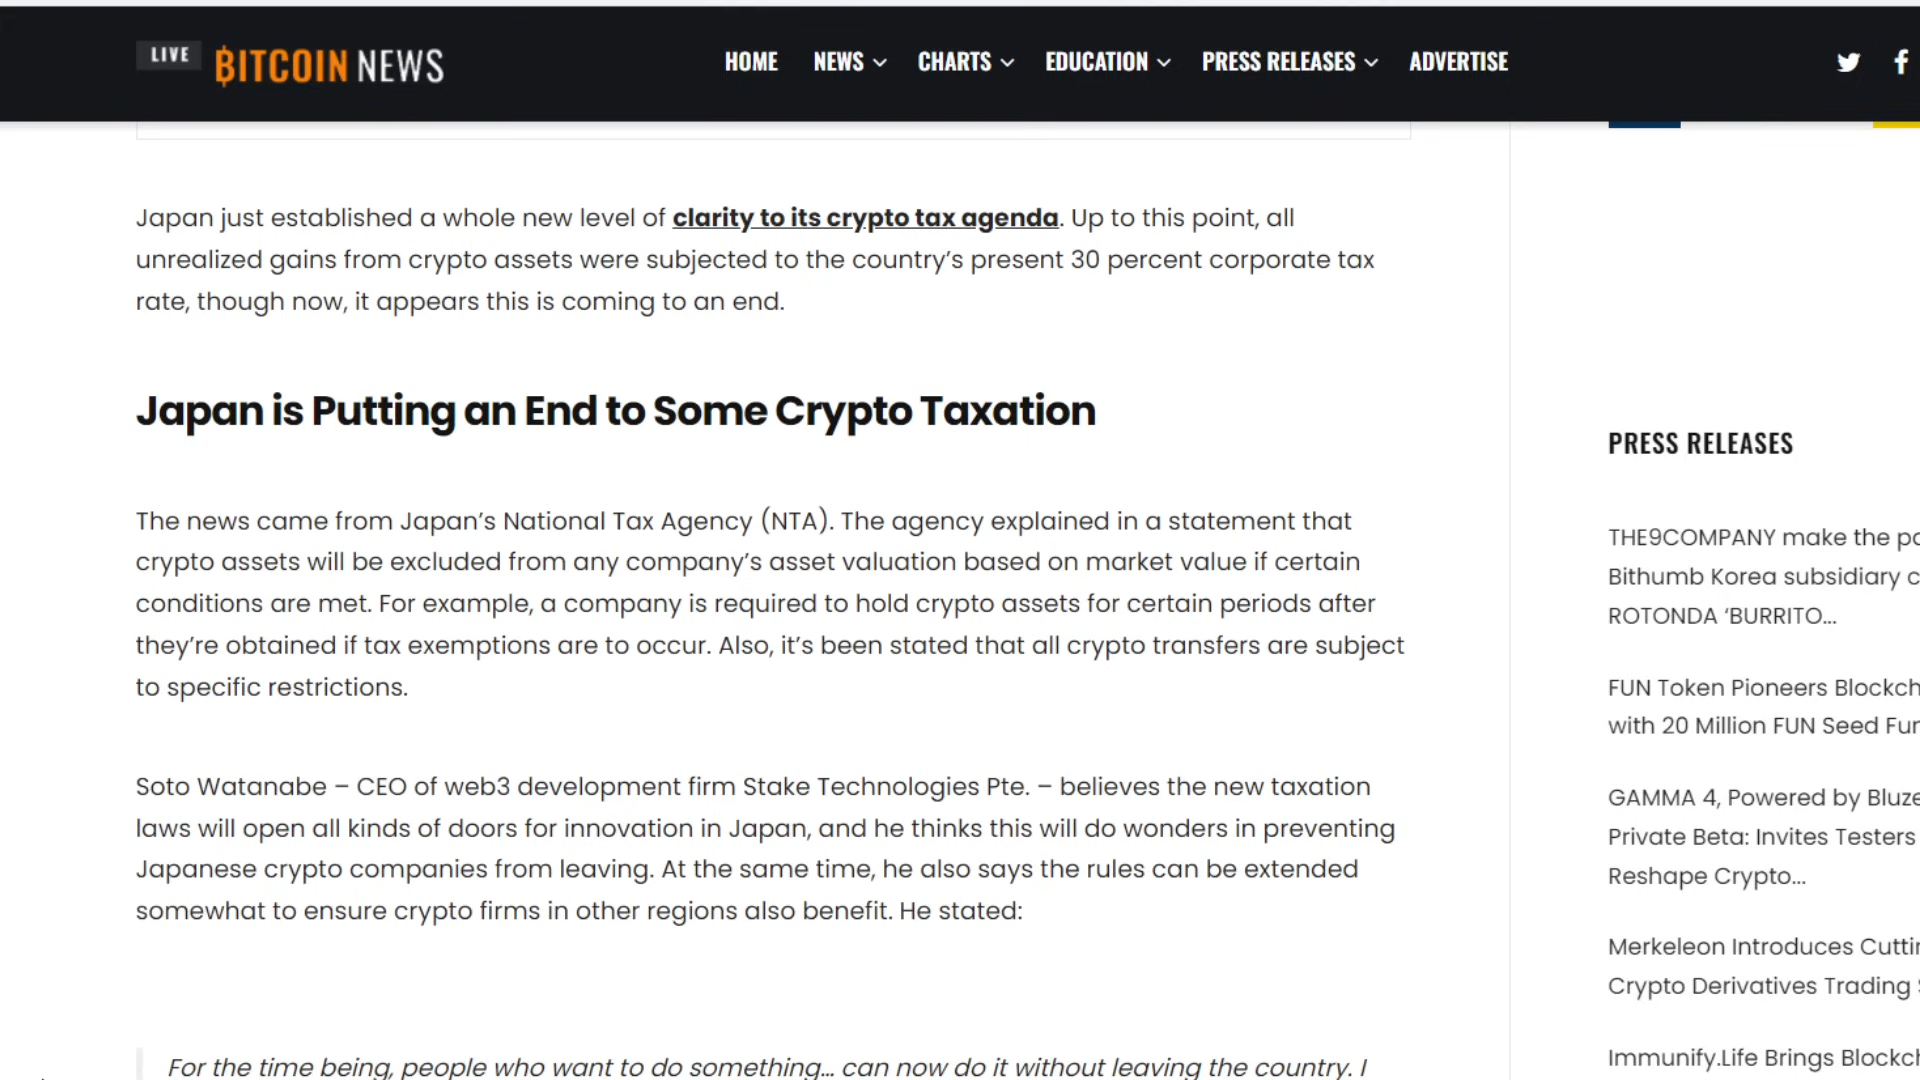 LIVE BITCOIN NEWS
HOME NEWS CHARTS EDUCATION PRESS RELEASES ADVERTISE
Japan just established a whole new level of clarity to its crypto tax agenda. Up to this point, all
unrealized gains from crypto assets were subjected to the country’s present 30 percent corporate tax
rate, though now, it appears this is coming to an end.
Japan is Putting an End to Some Crypto Taxation
The news came from Japan’s National Tax Agency (NTA). The agency explained in a statement that
crypto assets will be excluded from any company’s asset valuation based on market value if certain
conditions are met. For example, a company is required to hold crypto assets for certain periods after
they’re obtained if tax exemptions are to occur. Also, it’s been stated that all crypto transfers are subject
to specific restrictions.
Soto Watanabe – CEO of web3 development firm Stake Technologies Pte. – believes the new taxation
laws will open all kinds of doors for innovation in Japan, and he thinks this will do wonders in preventing
Japanese crypto companies from leaving. At the same time, he also says the rules can be extended
somewhat to ensure crypto firms in other regions also benefit. He stated:
For the time being, people who want to do something… can now do it without leaving the country. I
PRESS RELEASES
THE9COMPANY make the
Bithumb Korea subsidiary
ROTONDA ‘BURRITO…
FUN Token Pioneers
with 20 Million FUN Seed
GAMMA 4, Powered by
Private Beta: Invites Testers
Reshape Crypto…
Merkeleon Introduces
Crypto Derivatives Trading
Immunify.Life Brings